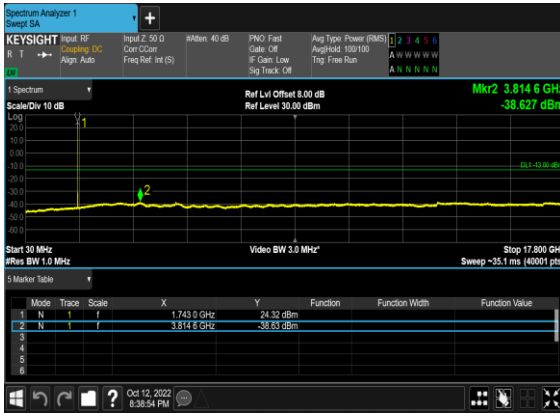 Spectrum Analyzer 1
Swept SA
KEYSIGHT
R T
Input: RF
Coupling: DC
Align: Auto
Input Z: 50 Ω
Corr CCorr
Freq Ref: Int (S)
#Atten: 40 dB
PNO: Fast
Gate: Off
IF Gain: Low
Sig Track: Off
Avg Type: Power (RMS)
Avg|Hold: 100/100
Trig: Free Run
1 2 3 4 5 6
A W W W W W
A N N N N N
1 Spectrum
Scale/Div 10 dB
Ref Lvl Offset 8.00 dB
Ref Level 30.00 dBm
Mkr2 3.814 6 GHz
-38.627 dBm
Log
20.0
10.0
0.00
-10.0
-20.0
-30.0
-40.0
-50.0
-60.0
1
2
DL1 -13.00 dBm
Start 30 MHz
#Res BW 1.0 MHz
Video BW 3.0 MHz*
Stop 17.800 GHz
Sweep ~35.1 ms (40001 pts)
5 Marker Table
Mode Trace Scale X Y Function Function Width Function Value
1 N 1 f 1.743 0 GHz 24.32 dBm
2 N 1 f 3.814 6 GHz -38.63 dBm
3
4
5
6
Oct 12, 2022
8:38:54 PM